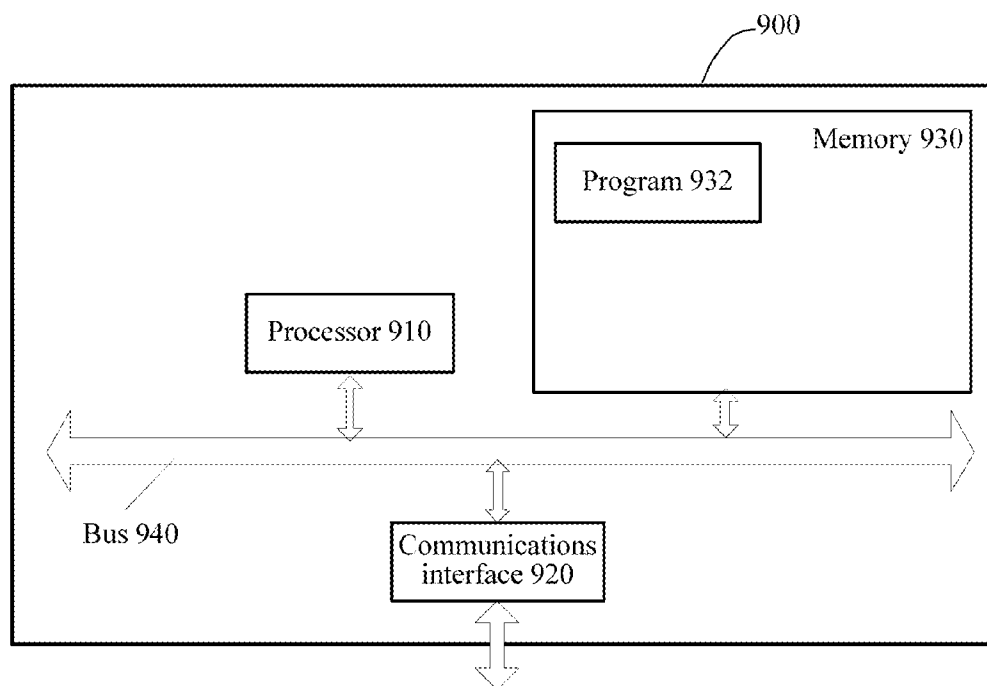 900
Memory 930
Program 932
Processor 910
Bus 940
Communications
interface 920